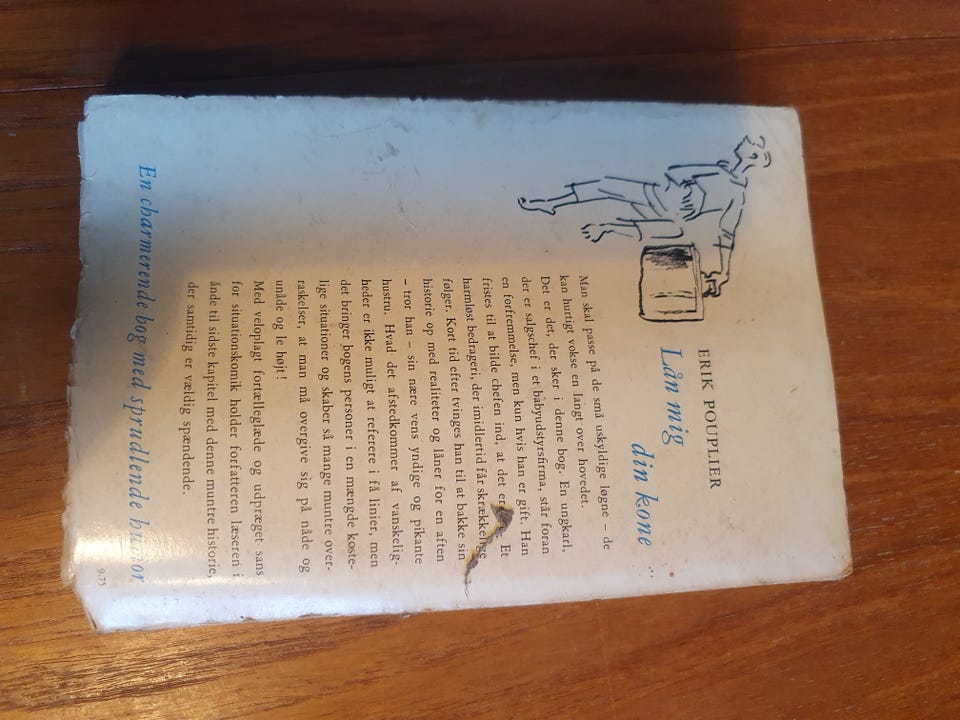 ERIK POUPLIER
Lån mig
din kone ..
Man skal passe på de små uskyldige løgne – de
kan hurtigt vokse en langt over hovedet.
Det er det, der sker i denne bog. En ungkarl,
der er salgschef i et babyudstyrsfirma, står foran
en forfremmelse, men kun hvis han er gift. Han
fristes til at bilde chefen ind, at det er Et
harmløst bedrageri, der imidlertid får skrækkelige
følger. Kort tid efter tvinges han til at bakke sin
historie op med realiteter og låner for en aften
– tror han – sin nære vens yndige og pikante
hustru. Hvad det afstedkommer af vanskelig-
heder er ikke muligt at referere i få linier, men
det bringer bogens personer i en mængde koste-
lige situationer og skaber så mange muntre over-
raskelser, at man må overgive sig på nåde og
unåde og le højt!
Med veloplagt fortælleglæde og udpræget sans
for situationskomik holder forfatteren læseren i
ånde til sidste kapitel med denne muntre historie,
der samtidig er vældig spændende.
En charmerende bog med sprudlende humor
9.75